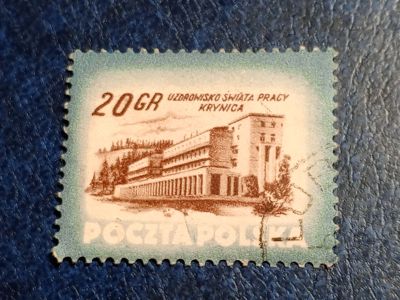 20 GR UZDROWISKO ŚWIATA PRACY
KRYNICA
POCZTA POLSKA